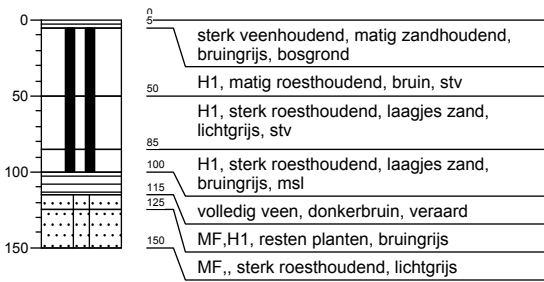 0
0
5
sterk veenhoudend, matig zandhoudend,
bruingrijs, bosgrond
H1, matig roesthoudend, bruin, stv
50
50
H1, sterk roesthoudend, laagjes zand,
lichtgrijs, stv
85
H1, sterk roesthoudend, laagjes zand,
bruingrijs, msl
100
100
volledig veen, donkerbruin, veraard
115
MF,H1, resten planten, bruingrijs
125
MF,, sterk roesthoudend, lichtgrijs
150
150